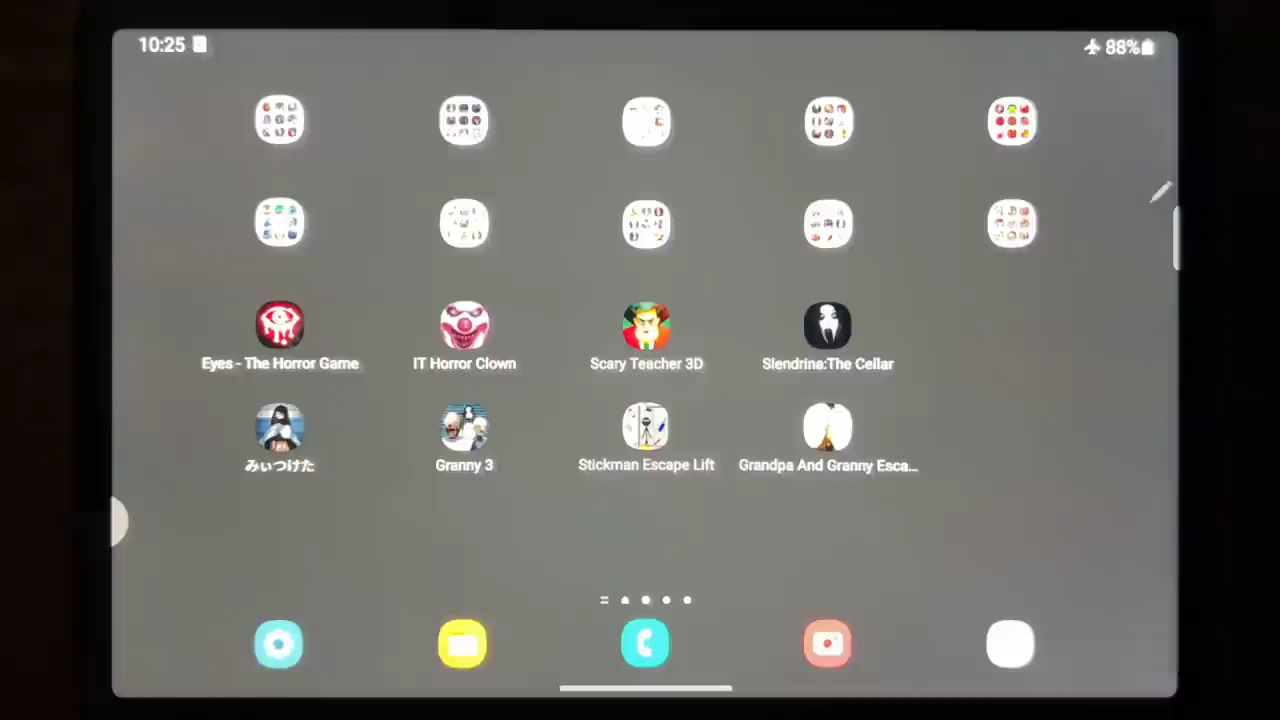 10:25
88%
Eyes - The Horror Game
IT Horror Clown
Scary Teacher 3D
Slendrina:The Cellar
みぃつけた
Granny 3
Stickman Escape Lift
Grandpa And Granny Esca...